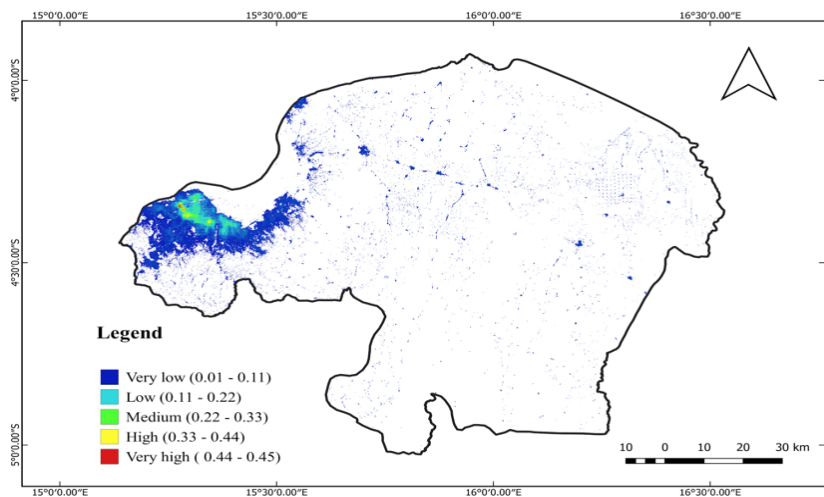 15°0'0.00"E 15°30'0.00"E 16°0'0.00"E 16°30'0.00"E
4°0'0.00"S
4°30'0.00"S
Legend
Very low (0.01 - 0.11)
Low (0.11 - 0.22)
Medium (0.22 - 0.33)
High (0.33 - 0.44)
Very high ( 0.44 - 0.45)
5°0'0.00"S
10 0 10 20 30 km
15°0'0.00"E 15°30'0.00"E 16°0'0.00"E 16°30'0.00"E